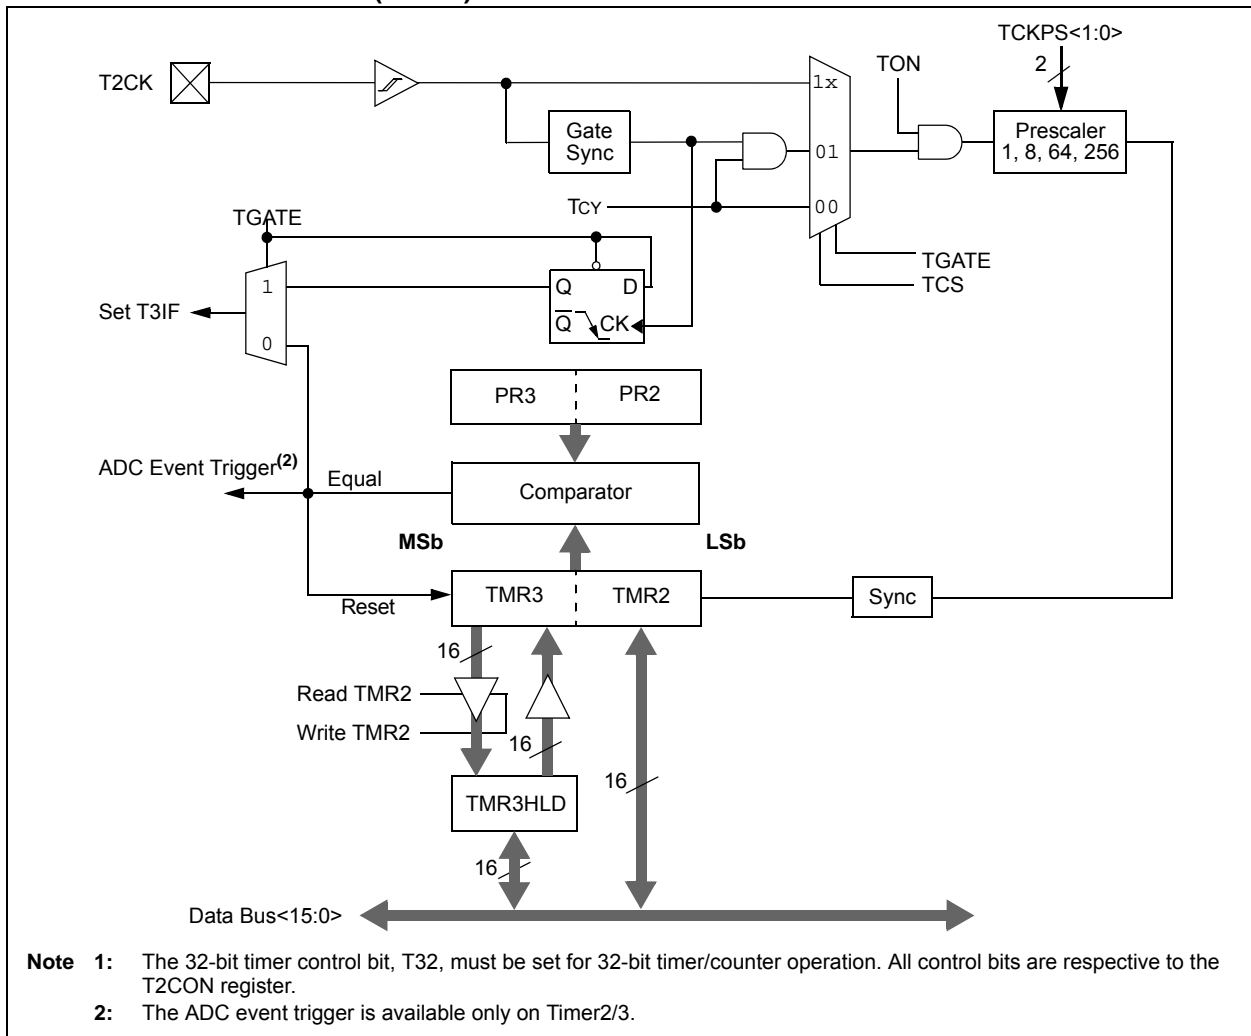 TCKPS<1:0>
T2CK
TON
2
1x
Gate
Sync
Prescaler
1, 8, 64, 256
01
TCY
00
TGATE
TGATE
TCS
1
Q D
Set T3IF
Q CK
0
PR3 PR2
ADC Event Trigger(2)
Equal
Comparator
MSb LSb
TMR3 TMR2
Sync
Reset
16
Read TMR2
Write TMR2
16
16
TMR3HLD
16
Data Bus<15:0>
Note 1: The 32-bit timer control bit, T32, must be set for 32-bit timer/counter operation. All control bits are respective to the
T2CON register.
2: The ADC event trigger is available only on Timer2/3.